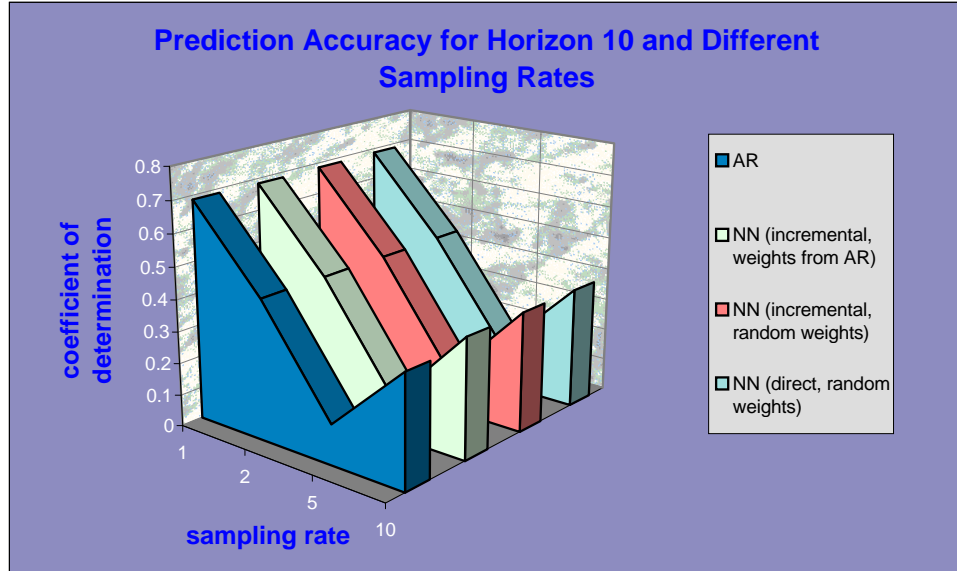 Prediction Accuracy for Horizon 10 and Different
Sampling Rates
0.8
0.7
0.6
0.5
0.4
0.3
0.2
0.1
0
coefficient of
determination
1
2
5
10
sampling rate
AR
NN (incremental,
weights from AR)
NN (incremental,
random weights)
NN (direct, random
weights)